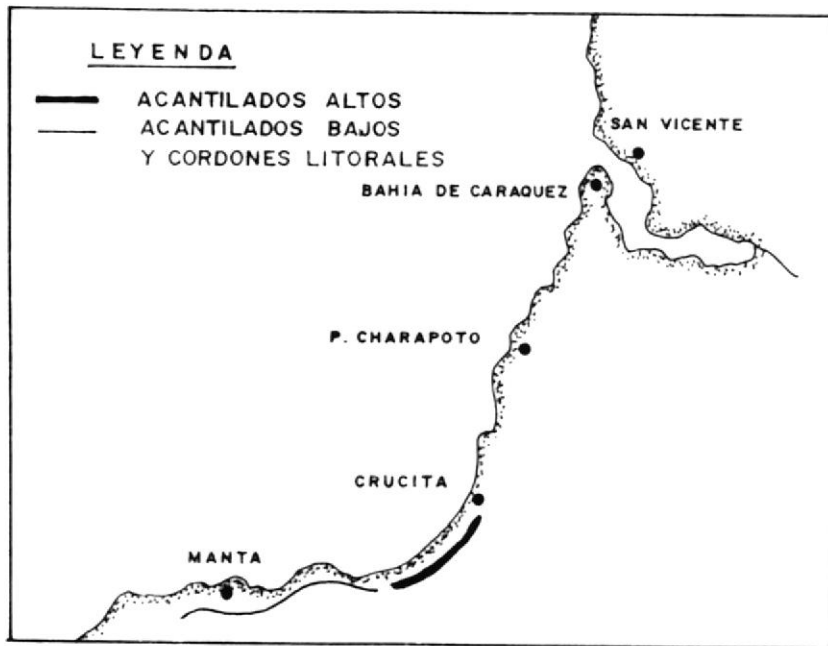 LEYENDA
ACANTILADOS ALTOS
ACANTILADOS BAJOS
Y CORDONES LITORALES
SAN VICENTE
BAHIA DE CARAQUEZ
P. CHARAPOTO
CRUCITA
MANTA